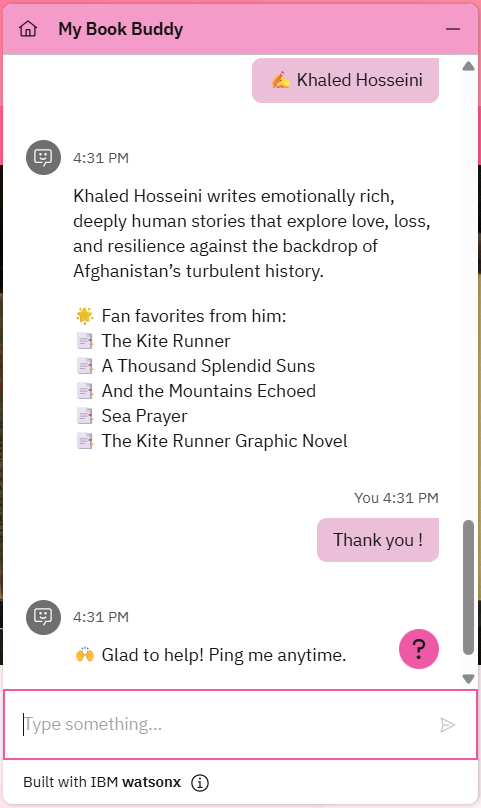 My Book Buddy
✍️ Khaled Hosseini
4:31 PM
Khaled Hosseini writes emotionally rich,
deeply human stories that explore love, loss,
and resilience against the backdrop of
Afghanistan’s turbulent history.
🌟 Fan favorites from him:
📑 The Kite Runner
📑 A Thousand Splendid Suns
📑 And the Mountains Echoed
📑 Sea Prayer
📑 The Kite Runner Graphic Novel
You 4:31 PM
Thank you !
4:31 PM
🙌 Glad to help! Ping me anytime.
?
Type something...
Built with IBM watsonx